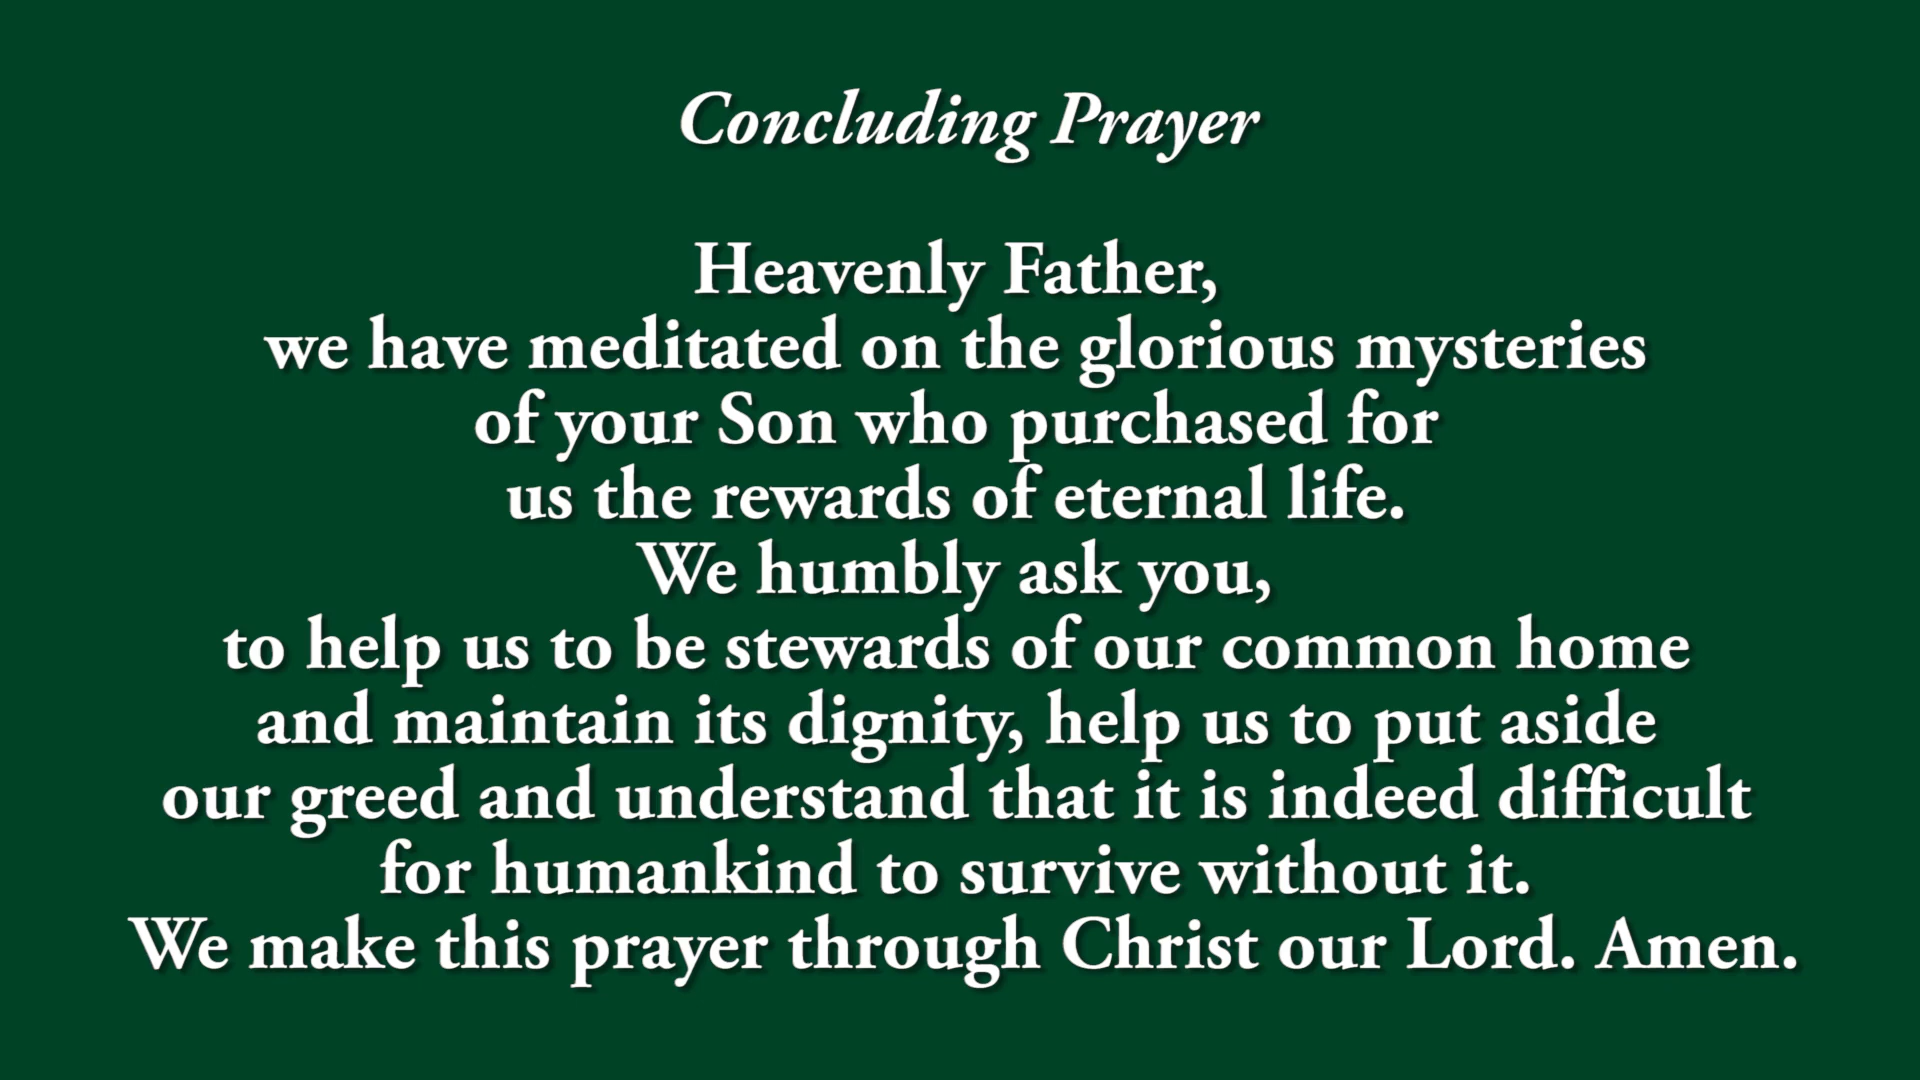 Concluding Prayer
Heavenly Father,
we have meditated on the glorious mysteries
of your Son who purchased for
us the rewards of eternal life.
We humbly ask you,
to help us to be stewards of our common home
and maintain its dignity, help us to put aside
our greed and understand that it is indeed difficult
for humankind to survive without it.
We make this prayer through Christ our Lord. Amen.